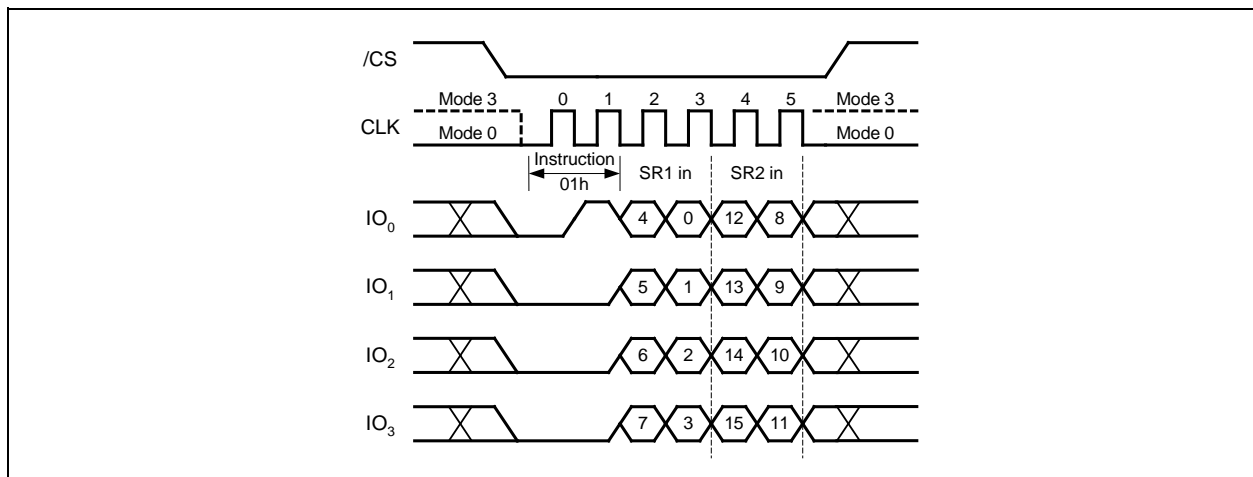 /CS
Mode 3 0 1 2 3 4 5 Mode 3
CLK Mode 0 Mode 0
Instruction SR1 in SR2 in
01h
IO0 4 0 12 8
IO1 5 1 13 9
IO2 6 2 14 10
IO3 7 3 15 11